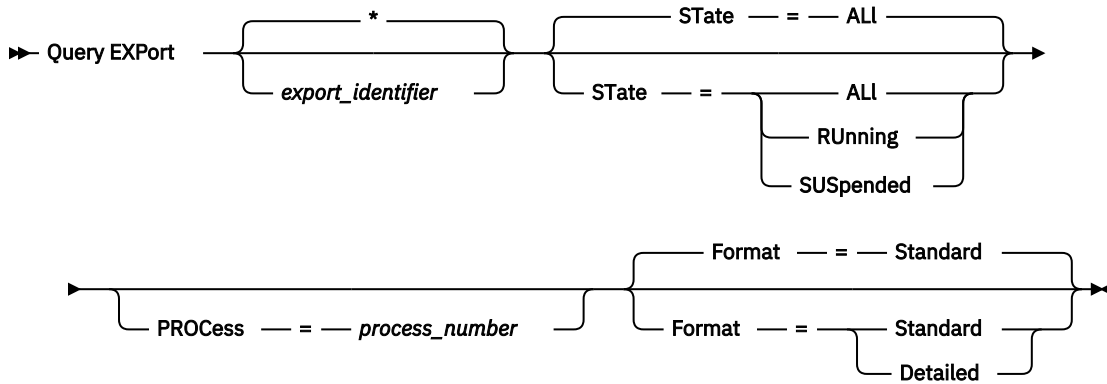 *
STate = ALl
Query EXPort
export_identifier
STate = ALl
RUnning
SUSpended
Format = Standard
PROCess = process_number
Format = Standard
Detailed